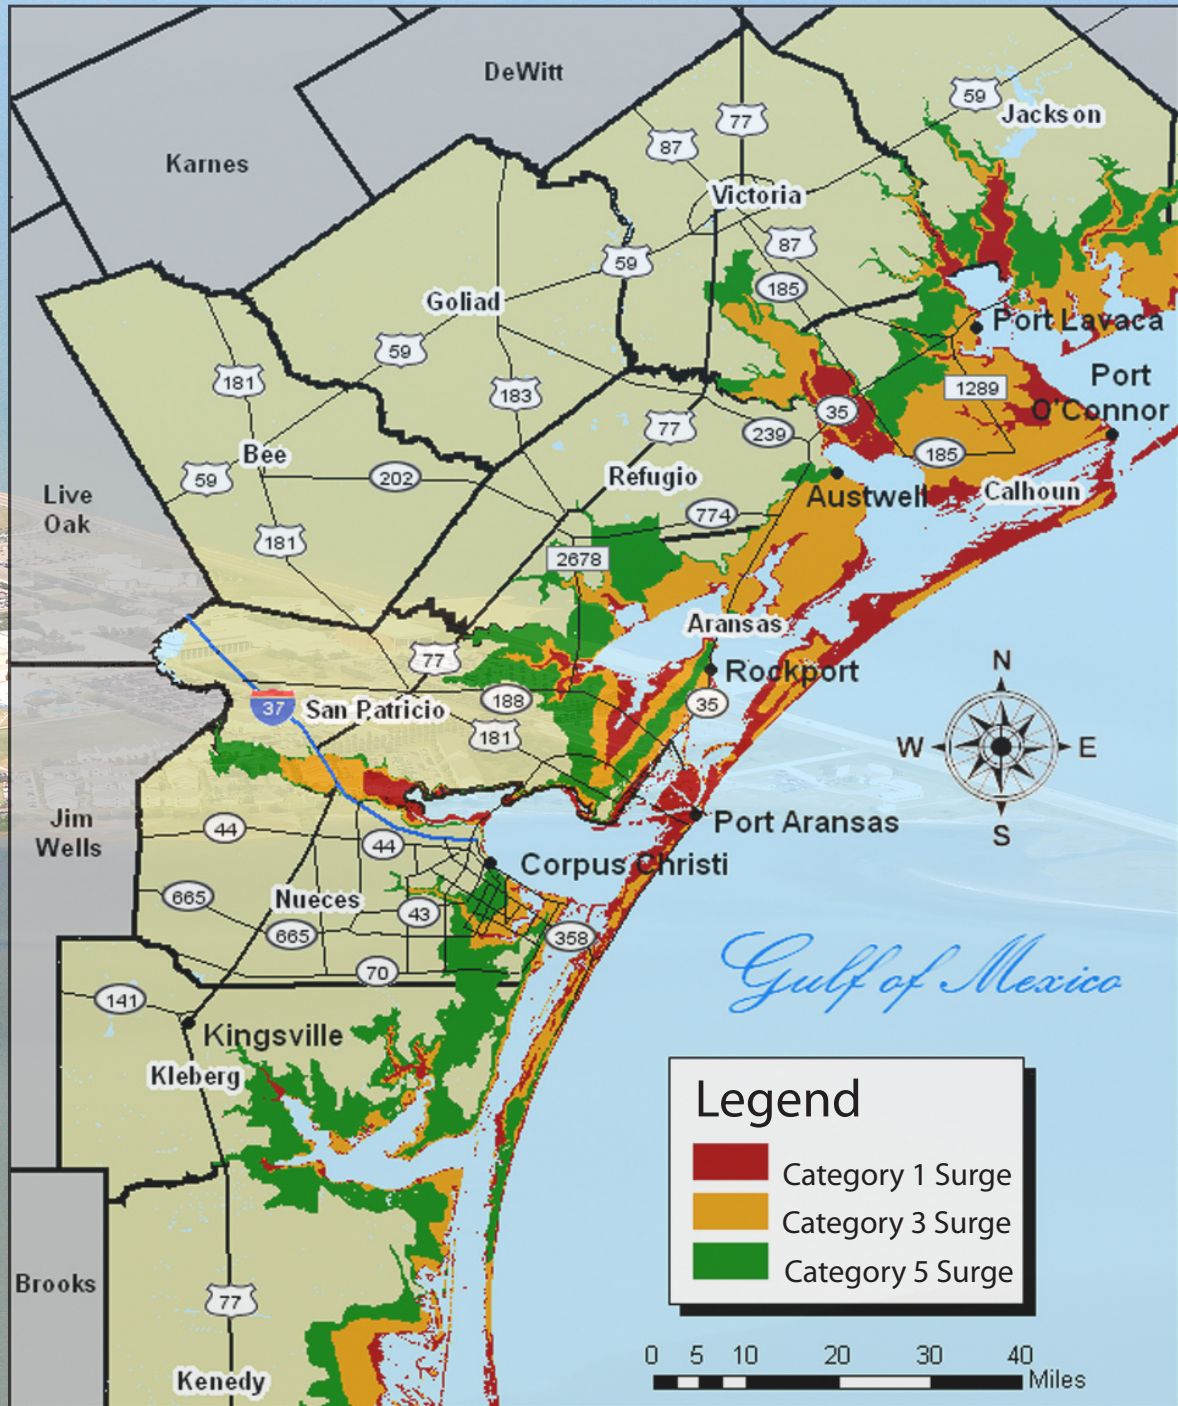 DeWitt
59
Jackson
77
87
Karnes
Victoria
87
59
185
Goliad
Port Lavaca
59
181
183
1289
Port
O'Connor
35
77
239
Bee
185
59
202
Refugio
Calhoun
Live
Oak
Austwell
774
181
2678
Aransas
77
Rockport
N
188
35
37
San Patricio
181
W
E
Jim
Wells
44
44
Port Aransas
S
Corpus Christi
665
Nueces
43
665
358
70
Gulf of Mexico
141
Kingsville
Kleberg
Legend
Category 1 Surge
Category 3 Surge
Category 5 Surge
Brooks
77
Kenedy
0 5 10 20 30 40
Miles